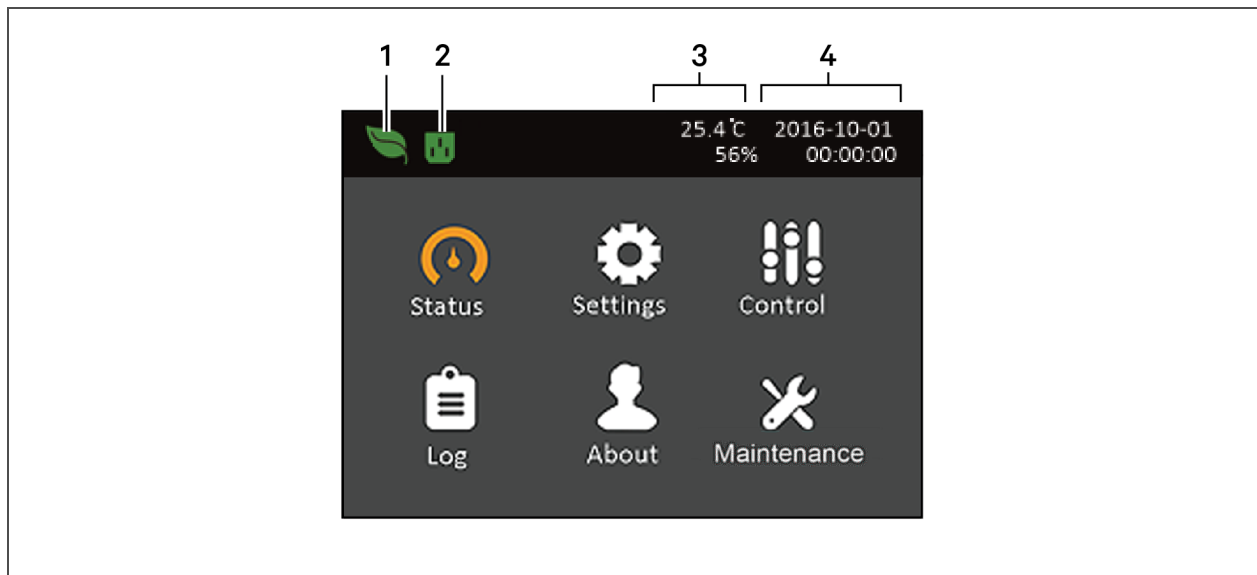 1 2 3 4
25.4℃ 2016-10-01
56% 00:00:00
Status Settings Control
Log About Maintenance